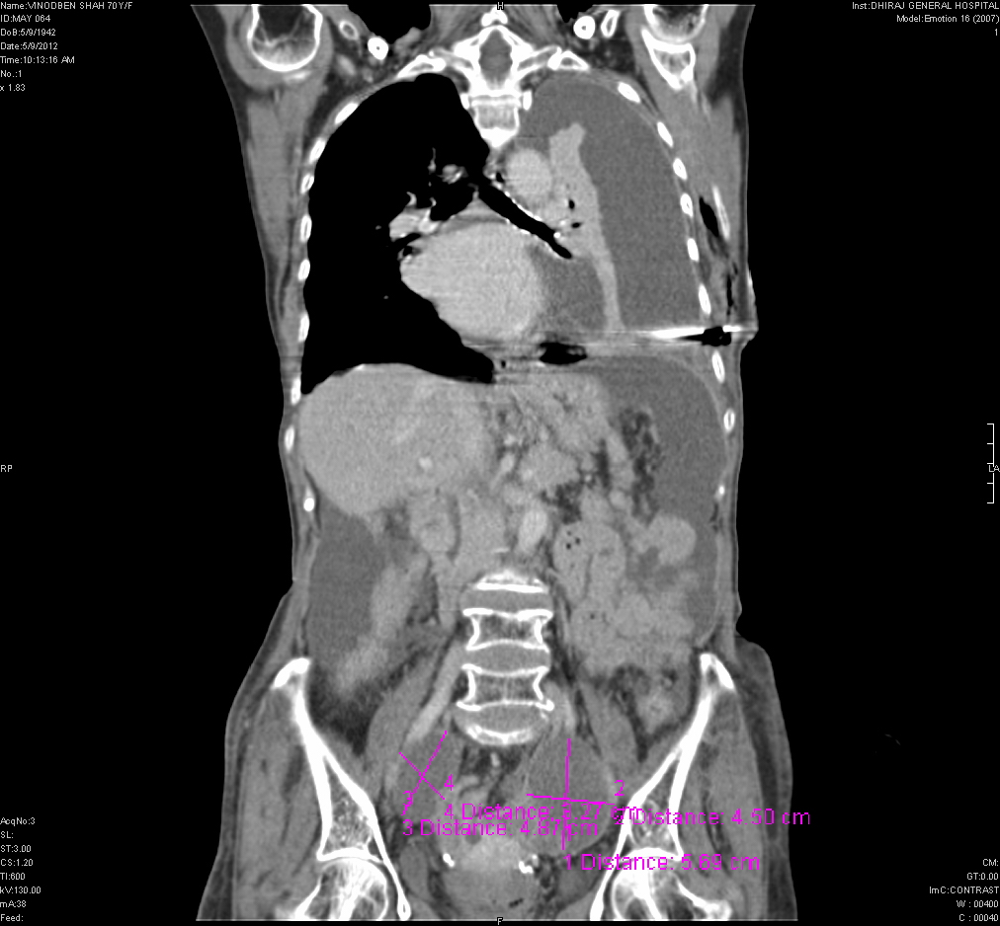 Name:VINODBEN SHAH 70Y/F
ID:MAY 064
DoB:5/9/1942
Date:5/9/2012
Time:10:13:16 AM
No.:1
x 1.83
H
Inst:DHIRAJ GENERAL HOSPITAL
Model:Emotion 16 (2007)
1
RP
LA
3
4
2
4 Distance:
2 Distance: 4.50 cm
3 Distance: 4.87
1 Distance: 5.69 cm
AcqNo:3
SL:
ST:3.00
CS:1.20
TI:600
kV:130.00
mA:38
Feed:
F
CM:
GT:0.00
ImC:CONTRAST
W : 00400
C : 00040